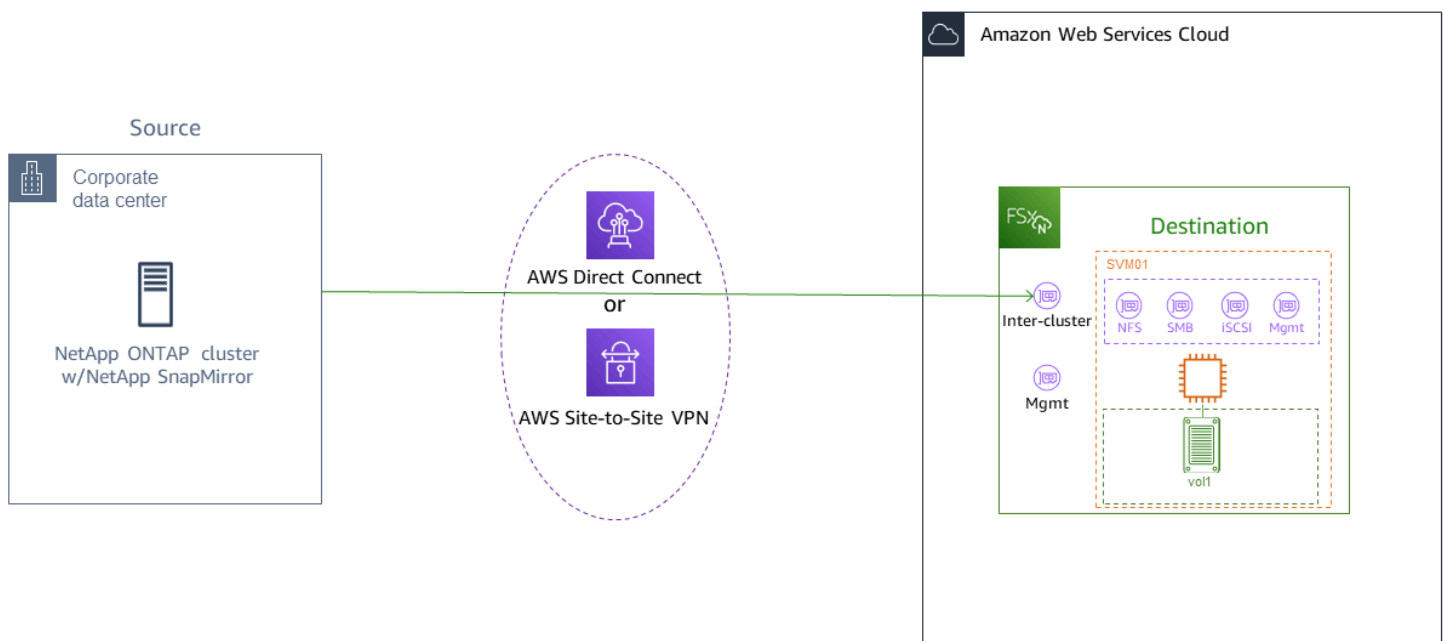 Amazon Web Services Cloud
Source
Corporate
data center
NetApp ONTAP cluster
w/NetApp SnapMirror
AWS Direct Connect
or
AWS Site-to-Site VPN
FSx
N
Destination
SVM01
Inter-cluster
Mgmt
NFS
SMB
iSCSI
Mgmt
vol1